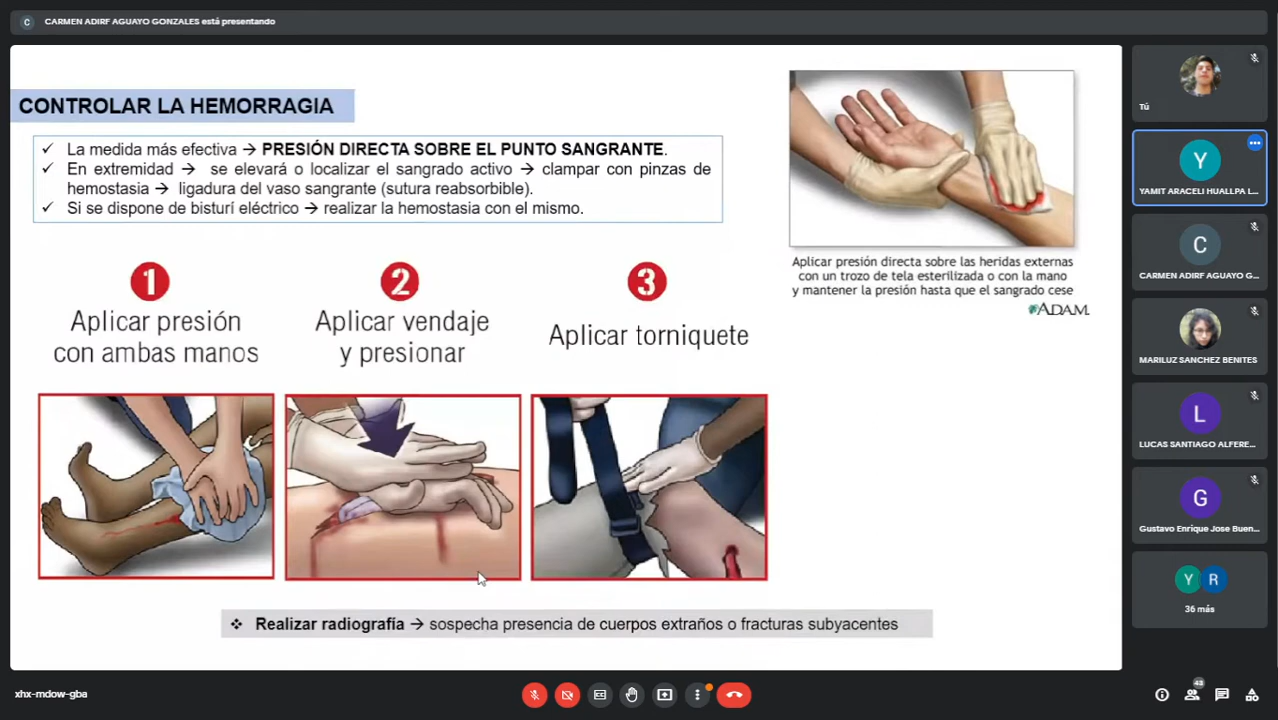 C CARMEN ADIRF AGUAYO GONZALES está presentando
CONTROLAR LA HEMORRAGIA
✓ La medida más efectiva → PRESIÓN DIRECTA SOBRE EL PUNTO SANGRANTE.
✓ En extremidad → se elevará o localizar el sangrado activo → clampar con pinzas de
hemostasia → ligadura del vaso sangrante (sutura reabsorbible).
✓ Si se dispone de bisturí eléctrico → realizar la hemostasia con el mismo.
Aplicar presión directa sobre las heridas externas
con un trozo de tela esterilizada o con la mano
y mantener la presión hasta que el sangrado cese
ADAM.
1
Aplicar presión
con ambas manos
2
Aplicar vendaje
y presionar
3
Aplicar torniquete
❖ Realizar radiografía → sospecha presencia de cuerpos extraños o fracturas subyacentes
Tú
Y
YAMIT ARACELI HUALLPA L...
C
CARMEN ADIRF AGUAYO G...
MARILUZ SANCHEZ BENITES
L
LUCAS SANTIAGO ALFERE...
G
Gustavo Enrique Jose Buen...
Y R
36 más
xhx-mdow-gba
43